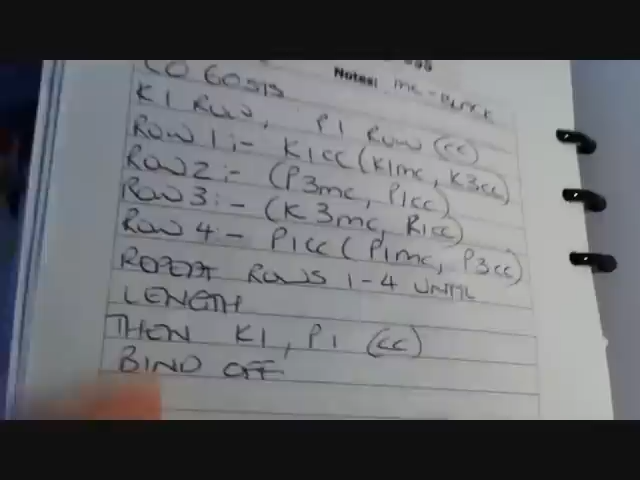 Notes: mc - BLACK
CO 60STS
K1 ROW, P1 ROW (cc)
ROW 1:- K1cc (K1mc, K3cc)
ROW 2:- (P3mc, P1cc)
ROW 3:- (K3mc, K1cc)
ROW 4:- P1cc (P1mc, P3cc)
REPEAT ROWS 1-4 UNTIL
LENGTH
THEN K1, P1 (cc)
BIND OFF